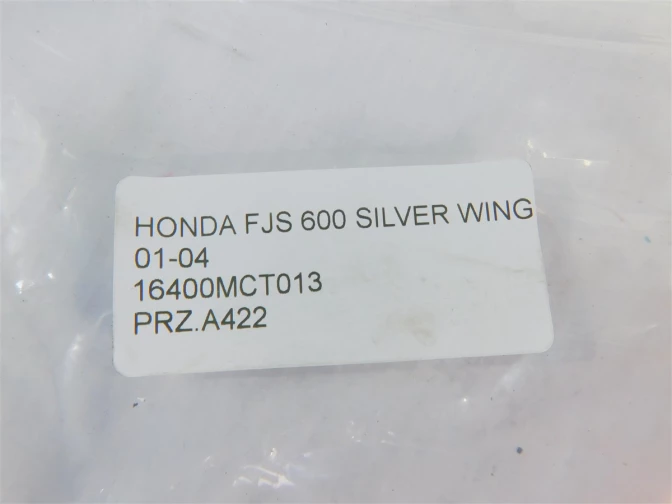 HONDA FJS 600 SILVER WING
01-04
16400MCT013
PRZ.A422